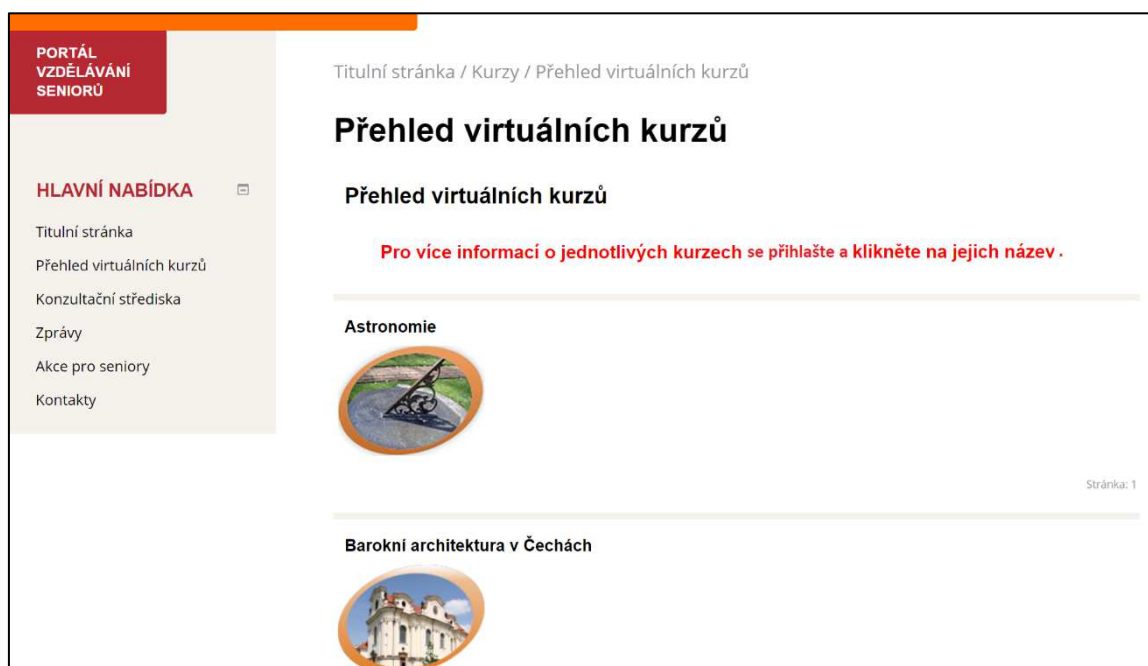 PORTÁL
VZDĚLÁVÁNÍ
SENIORŮ
HLAVNÍ NABÍDKA
Titulní stránka
Přehled virtuálních kurzů
Konzultační střediska
Zprávy
Akce pro seniory
Kontakty
Titulní stránka / Kurzy / Přehled virtuálních kurzů
Přehled virtuálních kurzů
Přehled virtuálních kurzů
Pro více informací o jednotlivých kurzech se přihlašte a klikněte na jejich název .
Astronomie
Stránka: 1
Barokní architektura v Čechách